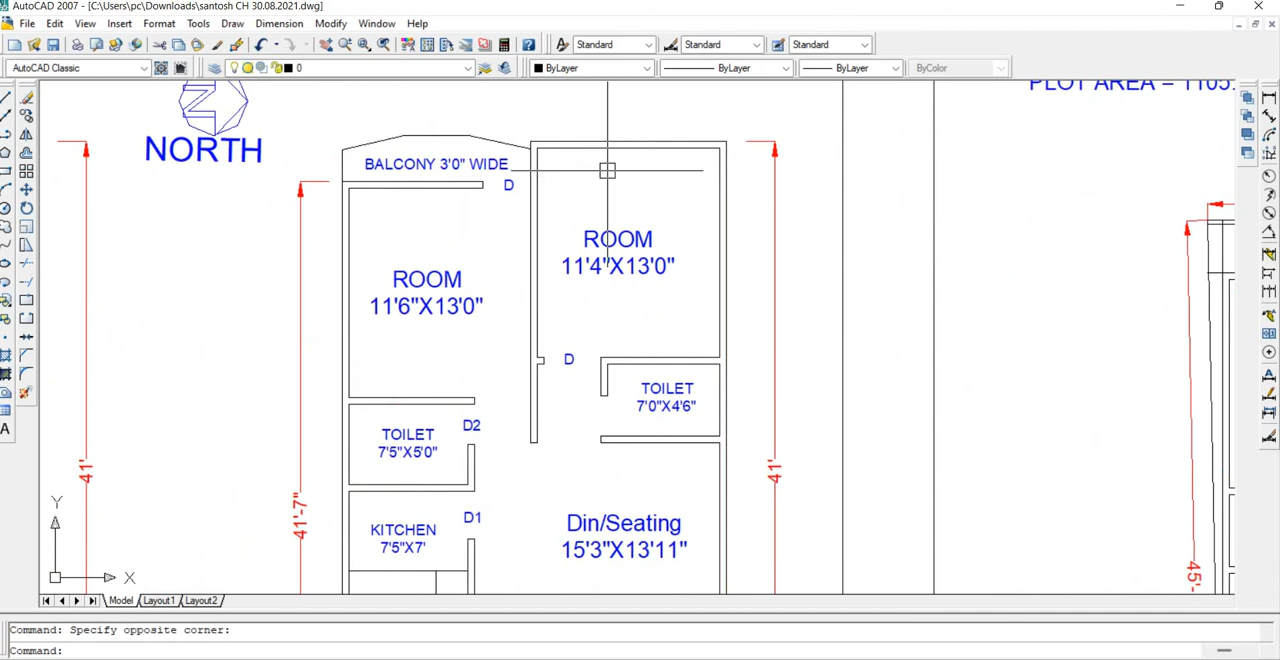 AutoCAD 2007 - [C:\Users\pc\Downloads\santosh CH 30.08.2021.dwg]
File Edit View Insert Format Tools Draw Dimension Modify Window Help
Standard Standard Standard
AutoCAD Classic 0 ByLayer ByLayer ByLayer ByColor
PLOT AREA = 1105.
NORTH
BALCONY 3'0" WIDE
D
ROOM
11'4"X13'0"
ROOM
11'6"X13'0"
D
TOILET
7'0"X4'6"
D2
TOILET
7'5"X5'0"
41'
41'
41'-7"
D1
KITCHEN
7'5"X7'
Din/Seating
15'3"X13'11"
45'-
Y
X
A
Model Layout1 Layout2
Command: Specify opposite corner:
Command: